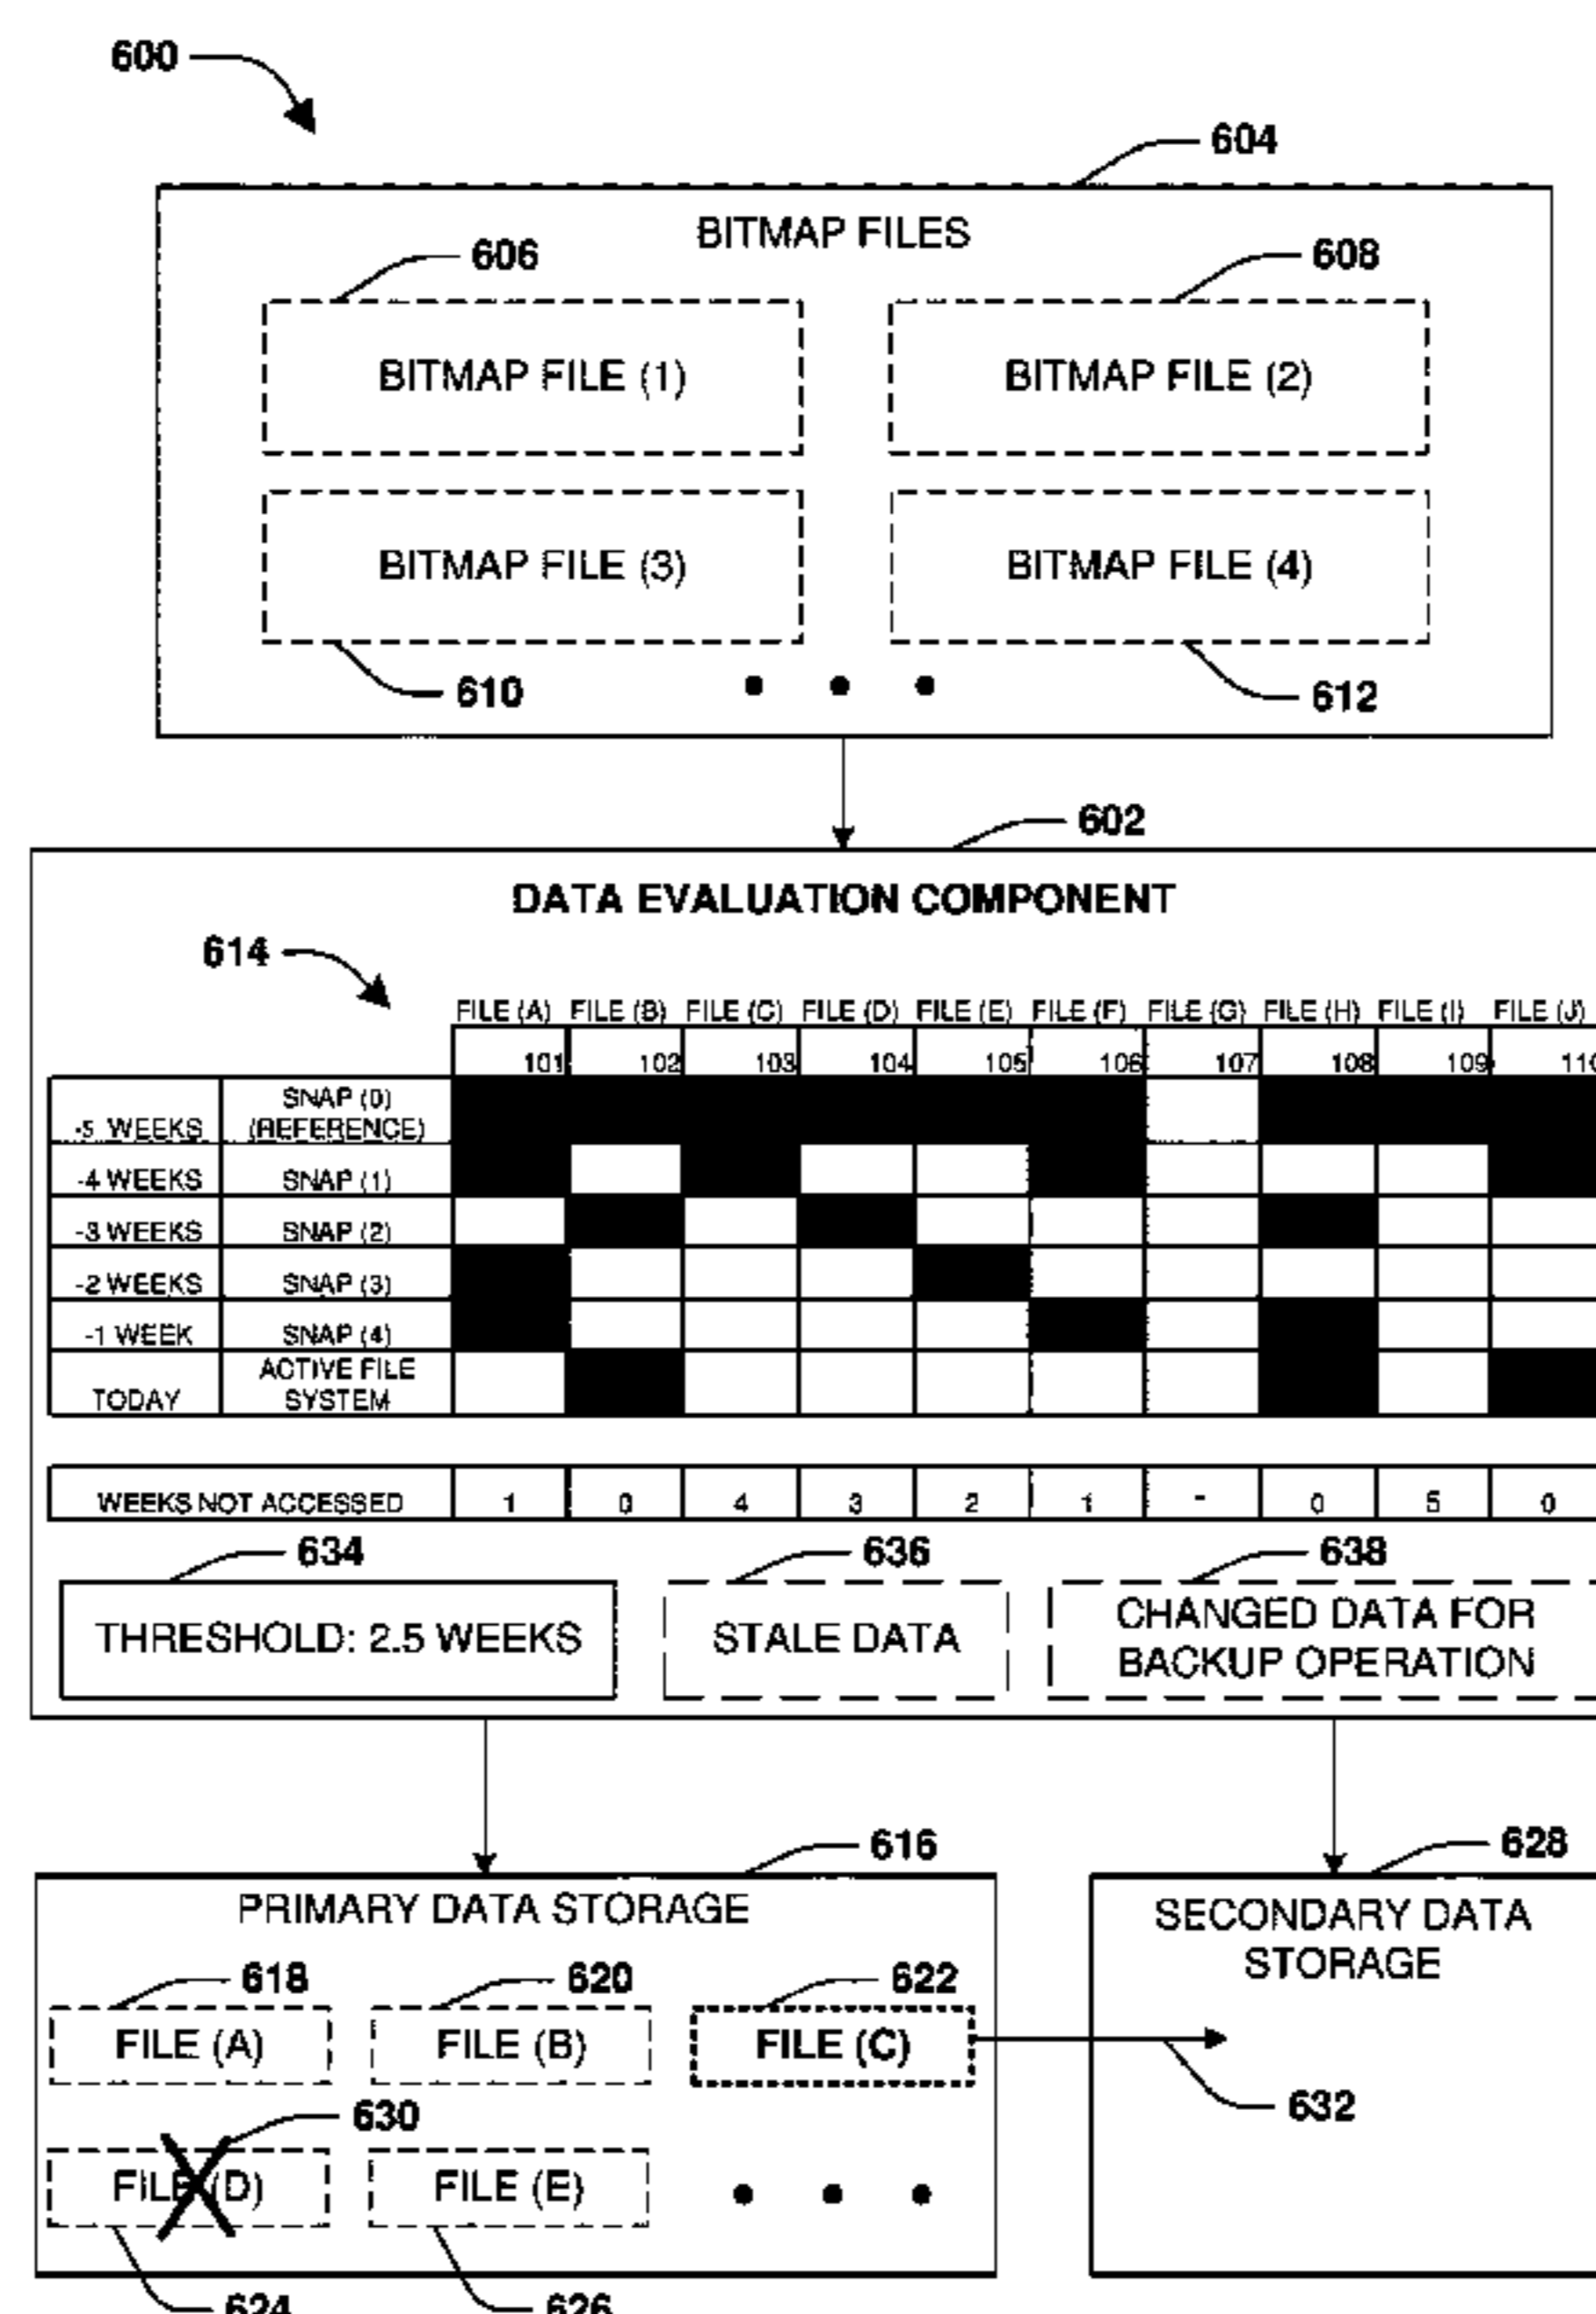 600
604
BITMAP FILES
606
608
BITMAP FILE (1)
BITMAP FILE (2)
BITMAP FILE (3)
BITMAP FILE (4)
610
612
602
DATA EVALUATION COMPONENT
614
FILE (A) FILE (B) FILE (C) FILE (D) FILE (E) FILE (F) FILE (G) FILE (H) FILE (I) FILE (J)
101 102 103 104 105 106 107 108 109 110
SNAP (0)
-5 WEEKS (REFERENCE)
-4 WEEKS SNAP (1)
-3 WEEKS SNAP (2)
-2 WEEKS SNAP (3)
-1 WEEK SNAP (4)
ACTIVE FILE
TODAY SYSTEM
WEEKS NOT ACCESSED 1 0 4 3 2 1 - 0 5 0
634
636
638
THRESHOLD: 2.5 WEEKS
STALE DATA
CHANGED DATA FOR
BACKUP OPERATION
616
628
PRIMARY DATA STORAGE
SECONDARY DATA
STORAGE
618
620
622
FILE (A)
FILE (B)
FILE (C)
632
630
FILE (D)
FILE (E)
624
626